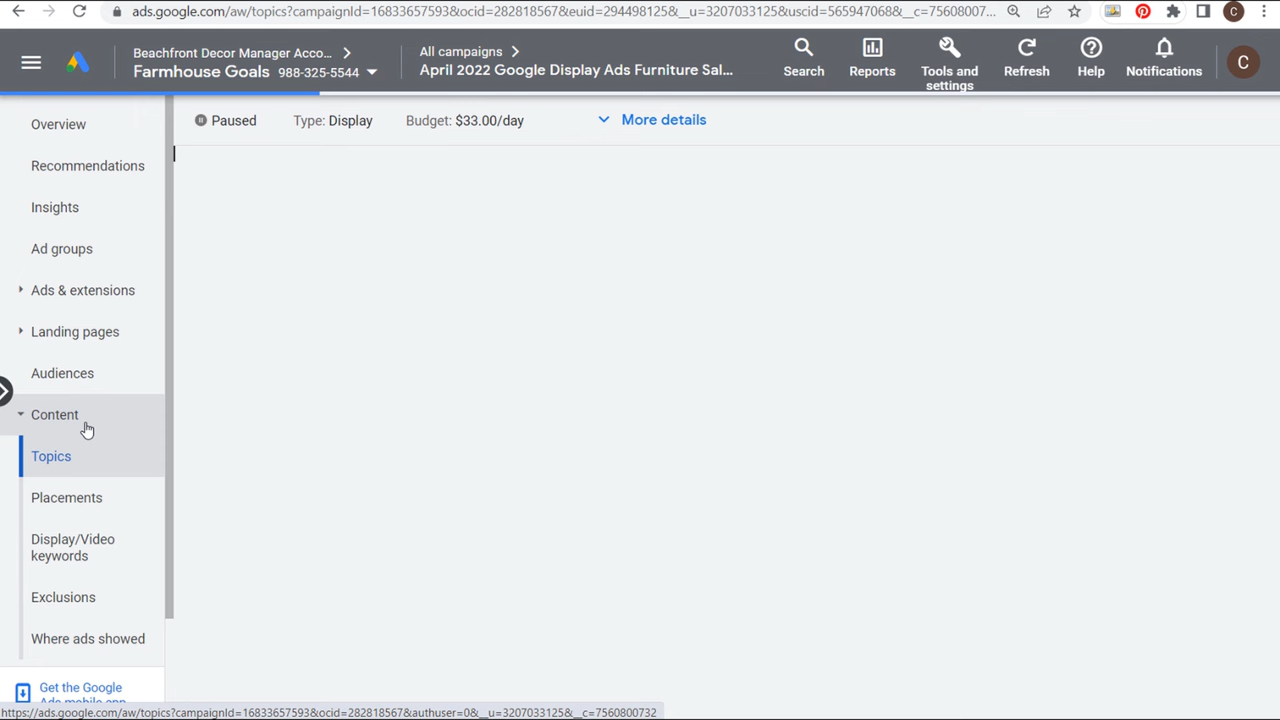 ads.google.com/aw/topics?campaignId=16833657593&ocid=282818567&euid=294498125&__u=3207033125&uscid=565947068&__c=75608007...
C
Beachfront Decor Manager Acco...
Farmhouse Goals 988-325-5544
All campaigns
April 2022 Google Display Ads Furniture Sal...
Search
Reports
Tools and settings
Refresh
Help
Notifications
C
Paused
Type: Display
Budget: $33.00/day
More details
Overview
Recommendations
Insights
Ad groups
Ads & extensions
Landing pages
Audiences
Content
Topics
Placements
Display/Video
keywords
Exclusions
Where ads showed
Get the Google
Ads mobile app
https://ads.google.com/aw/topics?campaignId=16833657593&ocid=282818567&authuser=0&__u=3207033125&__c=7560800732